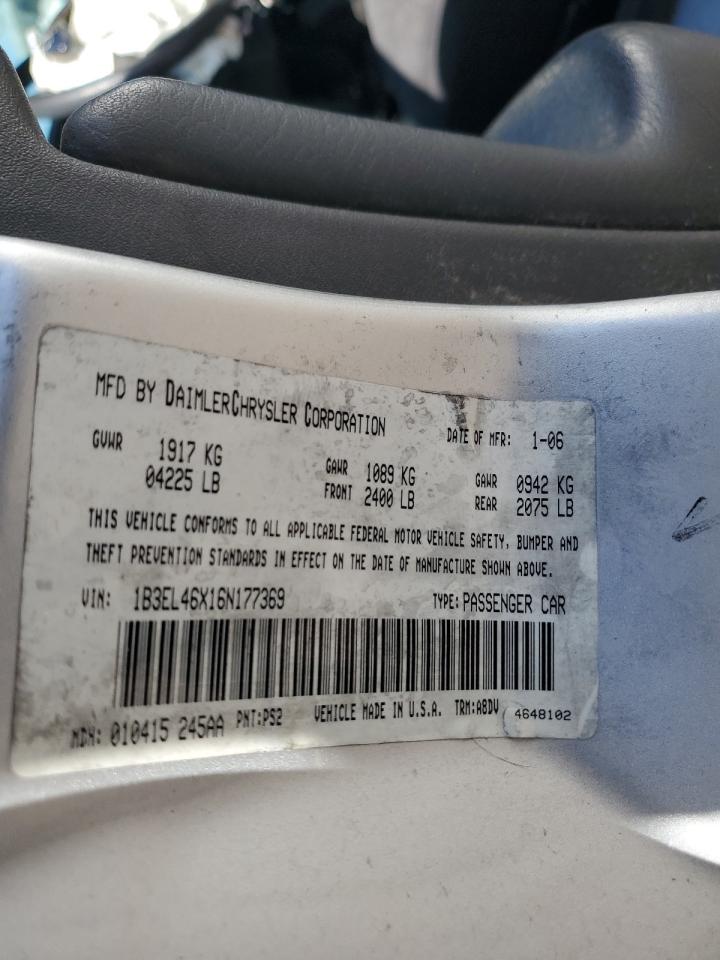 MFD BY DAIMLERCHRYSLER CORPORATION DATE OF MFR: 1-06
GVWR 1917 KG GAWR 1089 KG GAWR 0942 KG
04225 LB FRONT 2400 LB REAR 2075 LB
THIS VEHICLE CONFORMS TO ALL APPLICABLE FEDERAL MOTOR VEHICLE SAFETY, BUMPER AND
THEFT PREVENTION STANDARDS IN EFFECT ON THE DATE OF MANUFACTURE SHOWN ABOVE.
VIN: 1B3EL46X16N177369 TYPE: PASSENGER CAR
MDH: 010415 245AA PNT:PS2 VEHICLE MADE IN U.S.A. TRM:A8DV 4648102